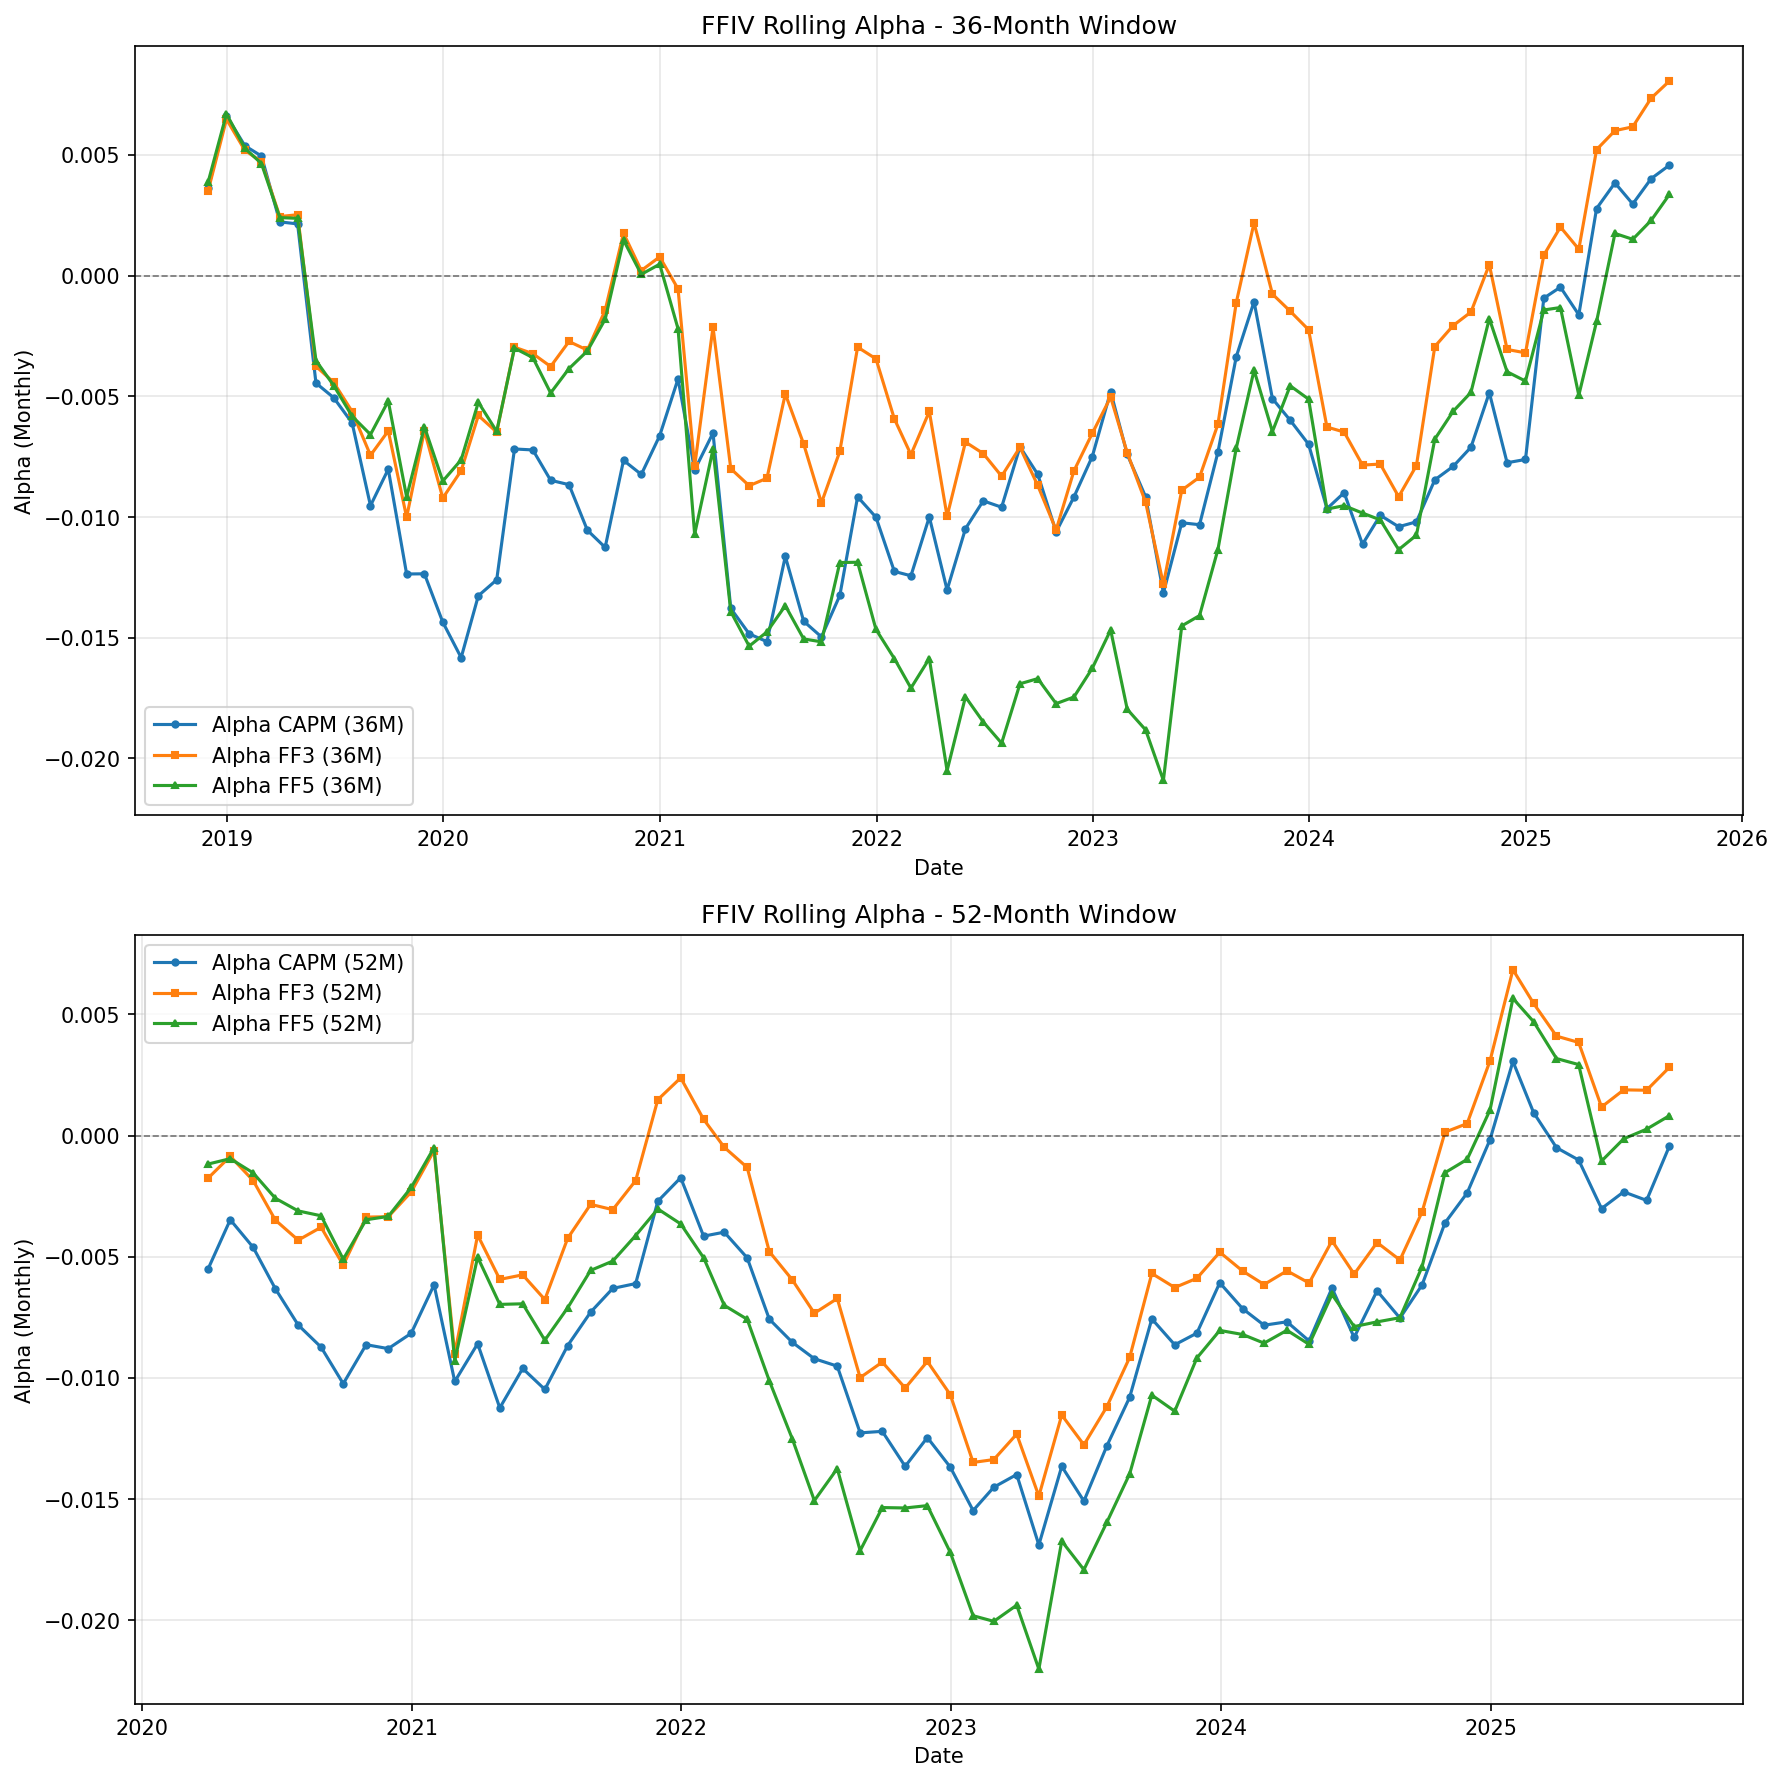 FFIV Rolling Alpha - 36-Month Window
Alpha (Monthly)
0.005
0.000
−0.005
−0.010
−0.015
−0.020
Alpha CAPM (36M)
Alpha FF3 (36M)
Alpha FF5 (36M)
2019 2020 2021 2022 2023 2024 2025 2026
Date
FFIV Rolling Alpha - 52-Month Window
Alpha (Monthly)
Alpha CAPM (52M)
Alpha FF3 (52M)
Alpha FF5 (52M)
0.005
0.000
−0.005
−0.010
−0.015
−0.020
2020 2021 2022 2023 2024 2025
Date